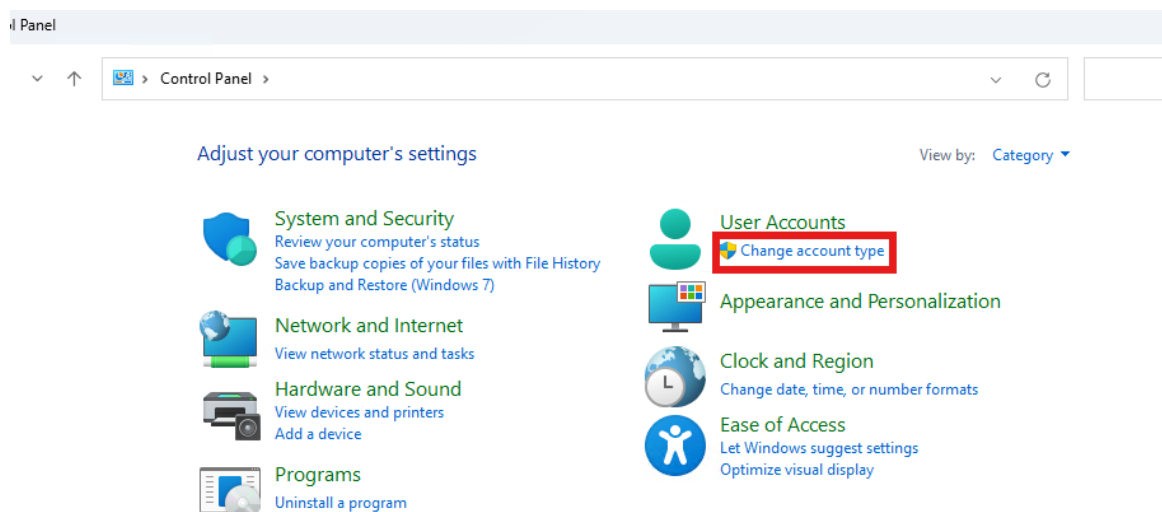 l Panel
Control Panel
Adjust your computer's settings
View by: Category
System and Security
Review your computer's status
Save backup copies of your files with File History
Backup and Restore (Windows 7)
Network and Internet
View network status and tasks
Hardware and Sound
View devices and printers
Add a device
Programs
Uninstall a program
User Accounts
Change account type
Appearance and Personalization
Clock and Region
Change date, time, or number formats
Ease of Access
Let Windows suggest settings
Optimize visual display